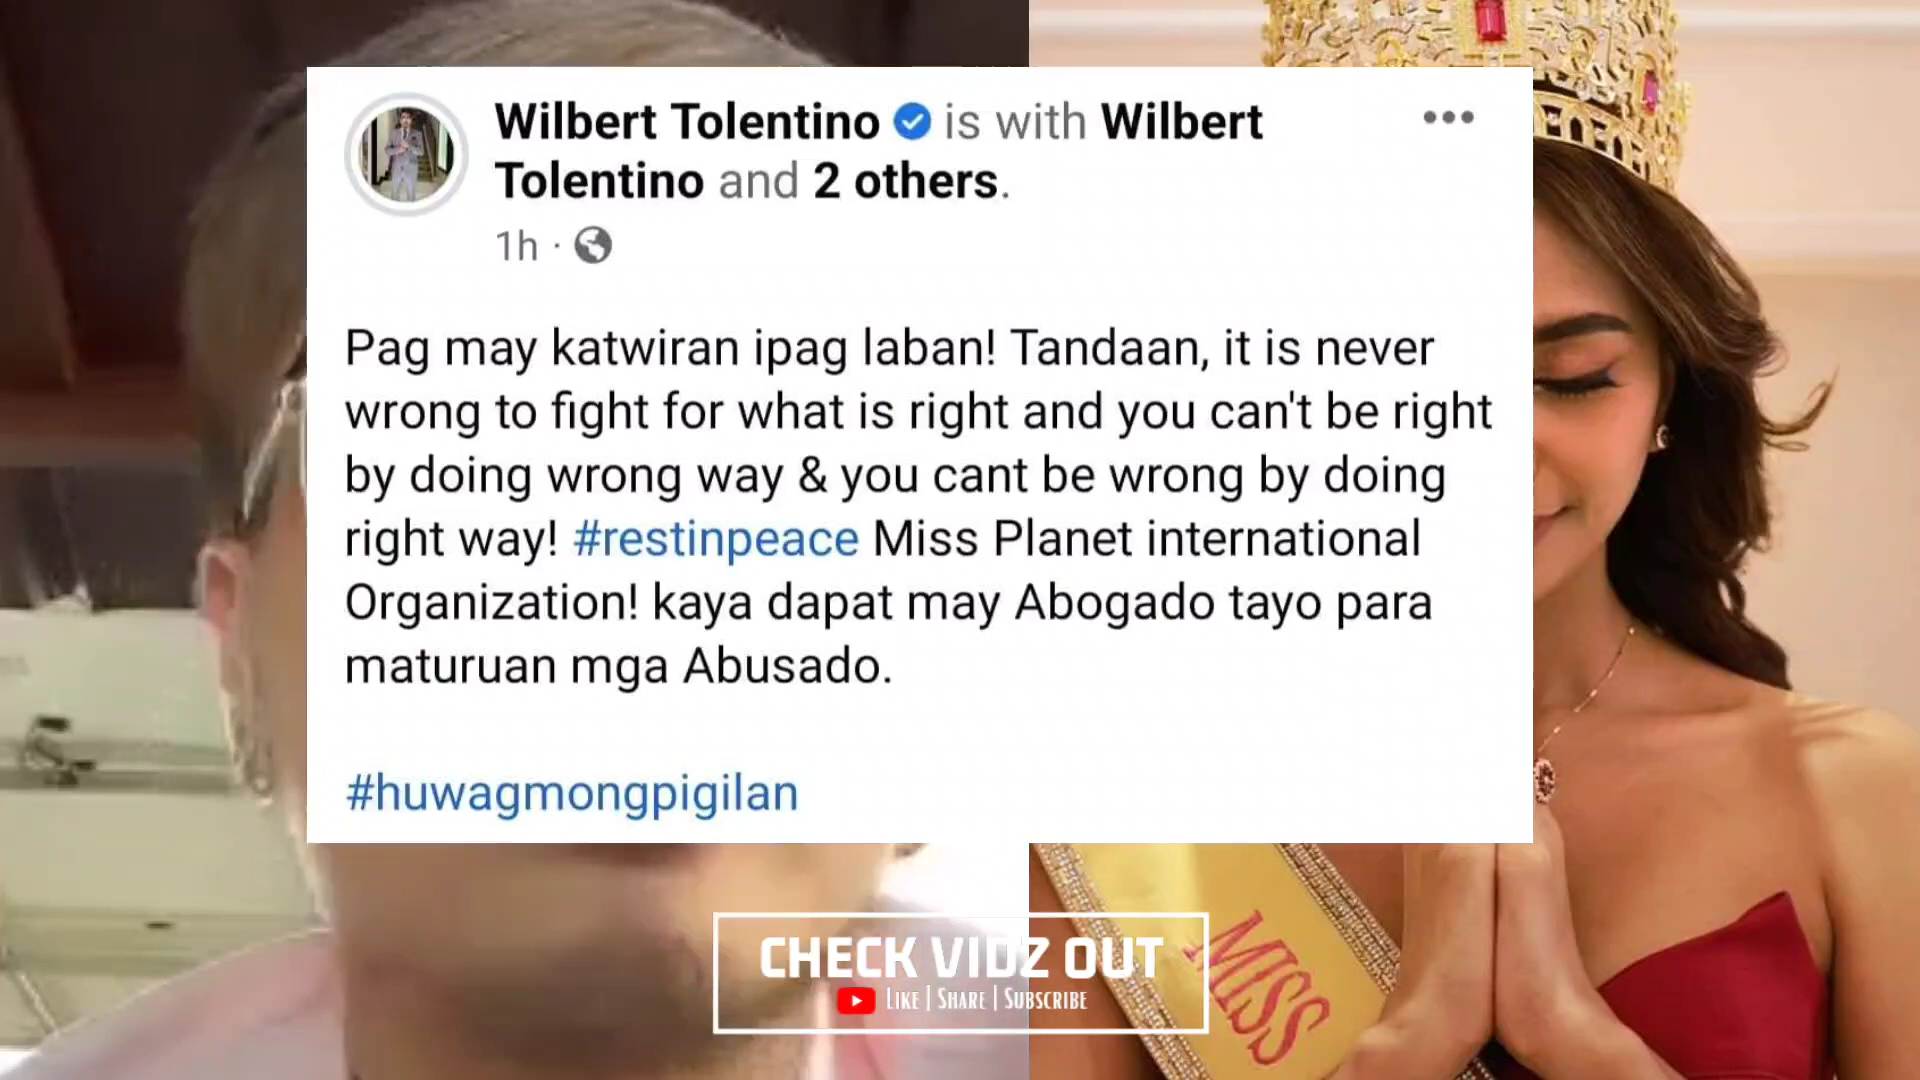 Wilbert Tolentino is with Wilbert
Tolentino and 2 others.
1h ·
Pag may katwiran ipag laban! Tandaan, it is never
wrong to fight for what is right and you can't be right
by doing wrong way & you cant be wrong by doing
right way! #restinpeace Miss Planet international
Organization! kaya dapat may Abogado tayo para
maturuan mga Abusado.
#huwagmongpigilan
CHECK VIDZ OUT
LIKE | SHARE | SUBSCRIBE
MISS